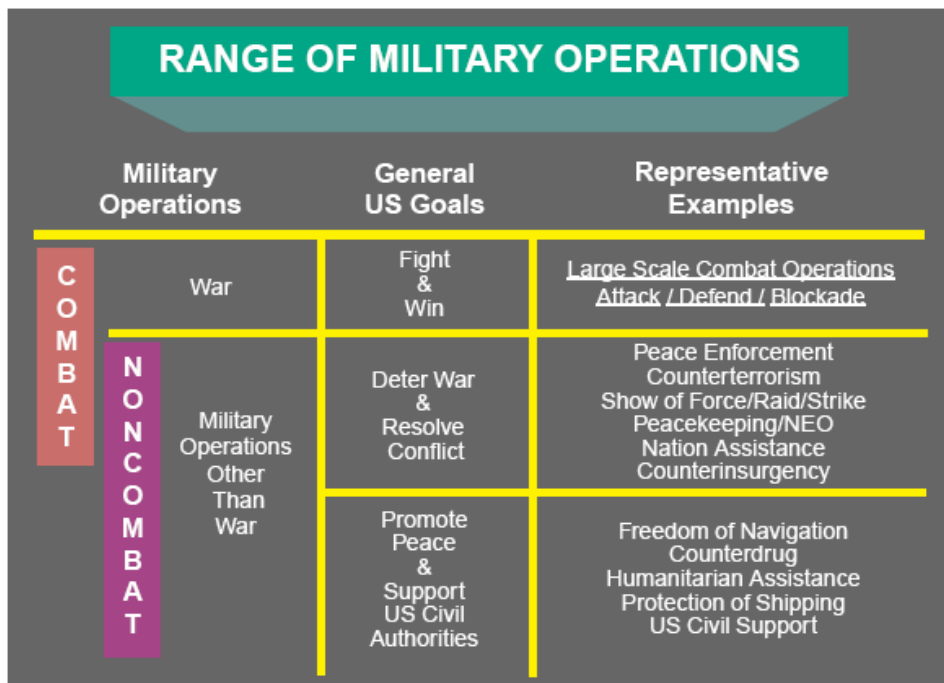 RANGE OF MILITARY OPERATIONS
Military
Operations
General
US Goals
Representative
Examples
COMBAT
War
Fight
&
Win
Large Scale Combat Operations
Attack / Defend / Blockade
NONCOMBAT
Military
Operations
Other
Than
War
Deter War
&
Resolve
Conflict
Peace Enforcement
Counterterrorism
Show of Force/Raid/Strike
Peacekeeping/NEO
Nation Assistance
Counterinsurgency
Promote
Peace
&
Support
US Civil
Authorities
Freedom of Navigation
Counterdrug
Humanitarian Assistance
Protection of Shipping
US Civil Support